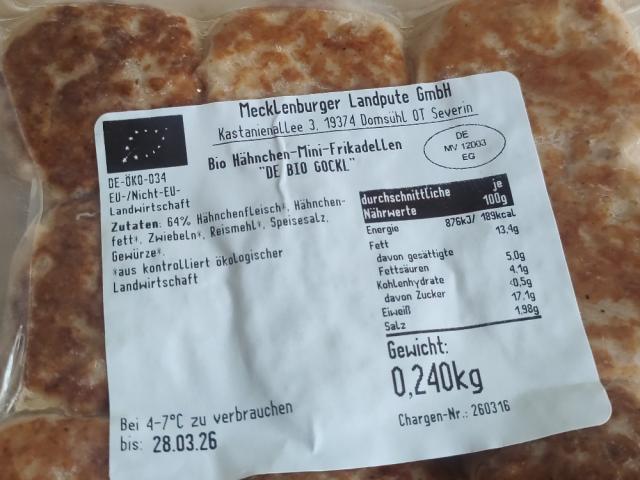 Mecklenburger Landpute GmbH
Kastanienallee 3, 19374 Domsühl OT Severin
Bio Hähnchen-Mini-Frikadellen
"DE BIO GOCKL"
DE
MV 12003
EG
DE-ÖKO-034
EU-/Nicht-EU-
Landwirtschaft
Zutaten: 64% Hähnchenfleisch*, Hähnchen-
fett*, Zwiebeln*, Reismehl*, Speisesalz,
Gewürze*.
*aus kontrolliert ökologischer
Landwirtschaft
durchschnittliche je
Nährwerte 100g
Energie 876kJ/ 189kcal
Fett 13,4g
davon gesättigte
Fettsäuren 5,0g
Kohlenhydrate 4,1g
davon Zucker <0,5g
Eiweiß 17,1g
Salz 1,98g
Gewicht:
0,240kg
Chargen-Nr.: 260316
Bei 4-7°C zu verbrauchen
bis: 28.03.26